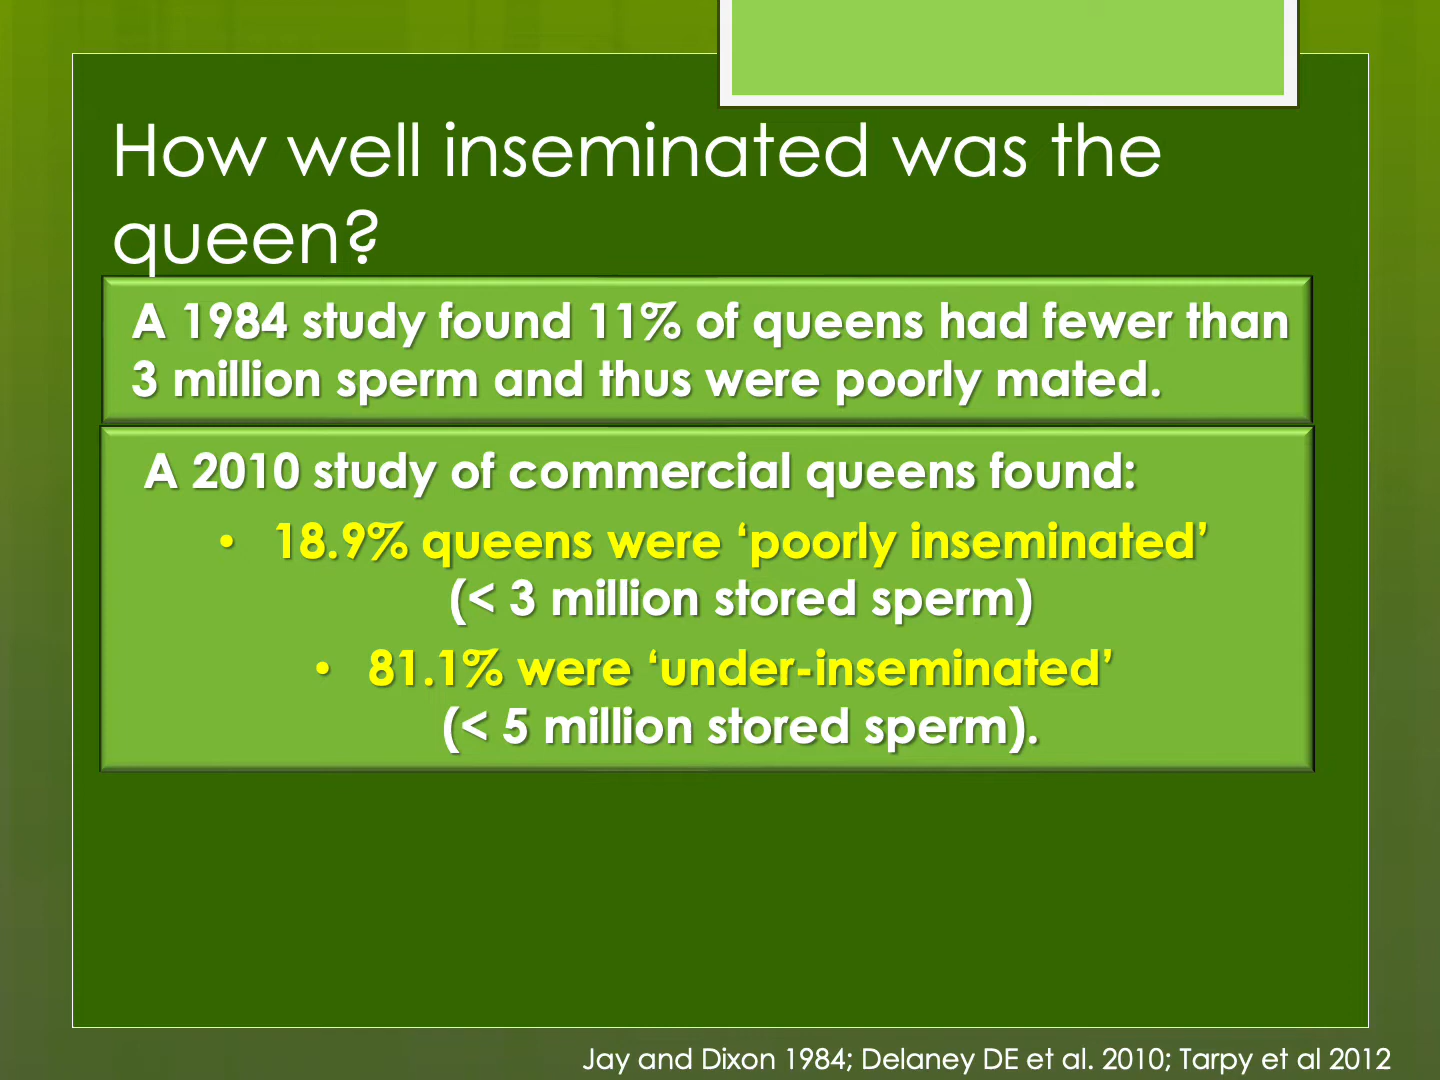 How well inseminated was the
queen?
A 1984 study found 11% of queens had fewer than
3 million sperm and thus were poorly mated.
A 2010 study of commercial queens found:
• 18.9% queens were ‘poorly inseminated’
(< 3 million stored sperm)
• 81.1% were ‘under-inseminated’
(< 5 million stored sperm).
Jay and Dixon 1984; Delaney DE et al. 2010; Tarpy et al 2012